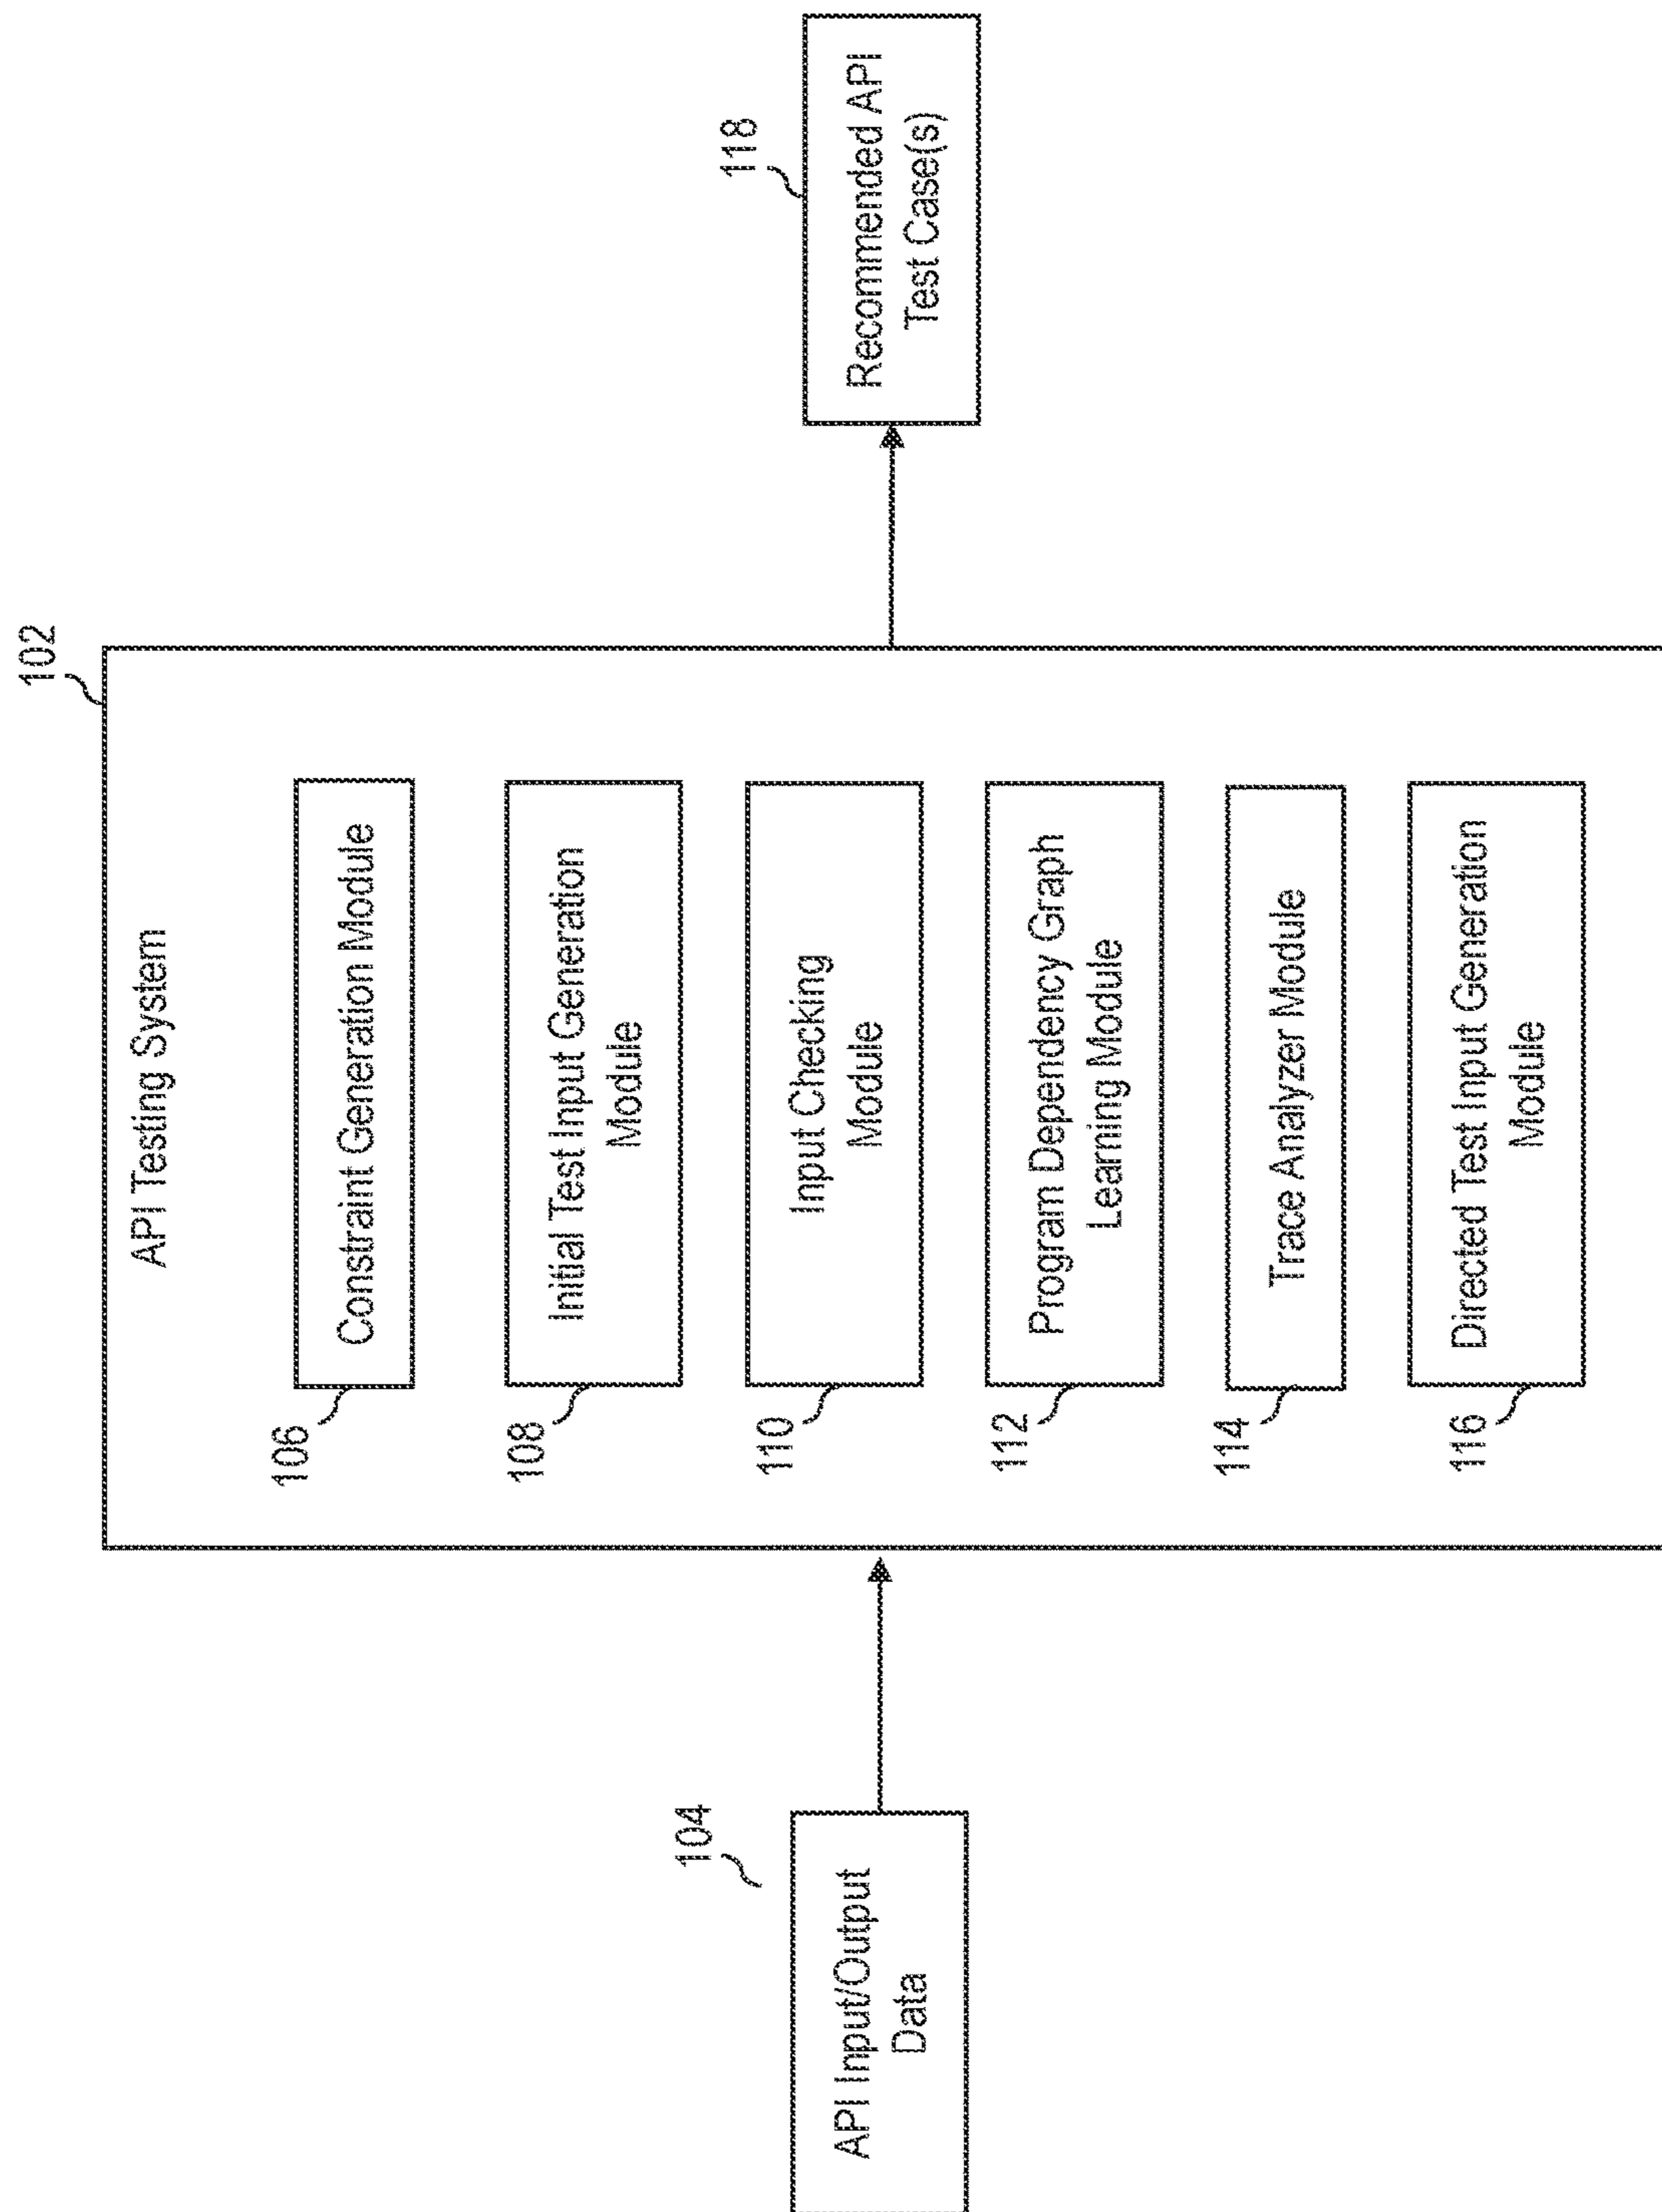 102
API Testing System
106
Constraint Generation Module
108
Initial Test Input Generation
Module
110
Input Checking
Module
112
Program Dependency Graph
Learning Module
114
Trace Analyzer Module
116
Directed Test Input Generation
Module
104
API Input/Output
Data
118
Recommended API
Test Case(s)